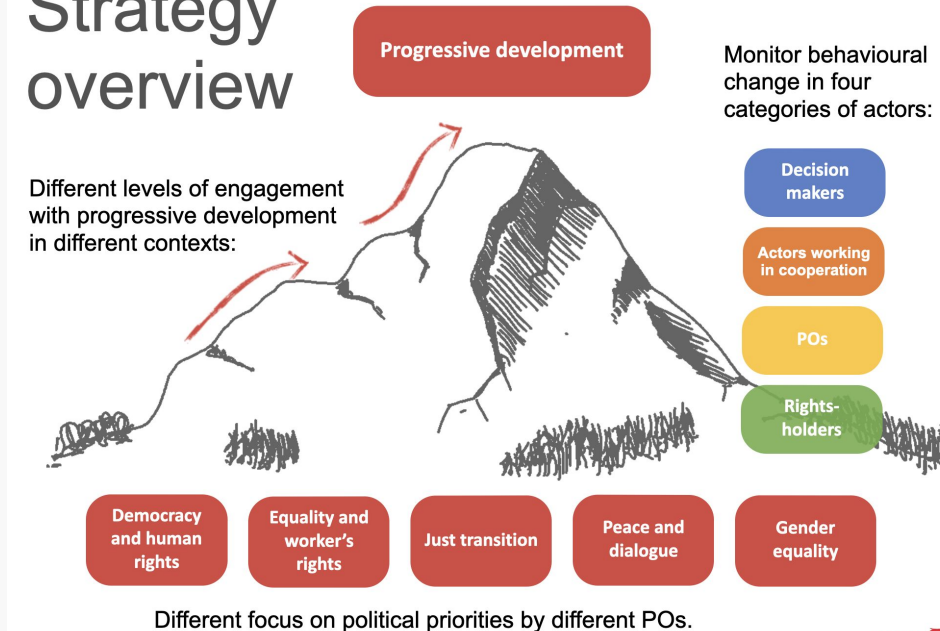 Strategy
overview
Progressive development
Monitor behavioural
change in four
categories of actors:
Different levels of engagement
with progressive development
in different contexts:
Decision
makers
Actors working
in cooperation
POs
Rights-
holders
Democracy
and human
rights
Equality and
worker's
rights
Just transition
Peace and
dialogue
Gender
equality
Different focus on political priorities by different POs.